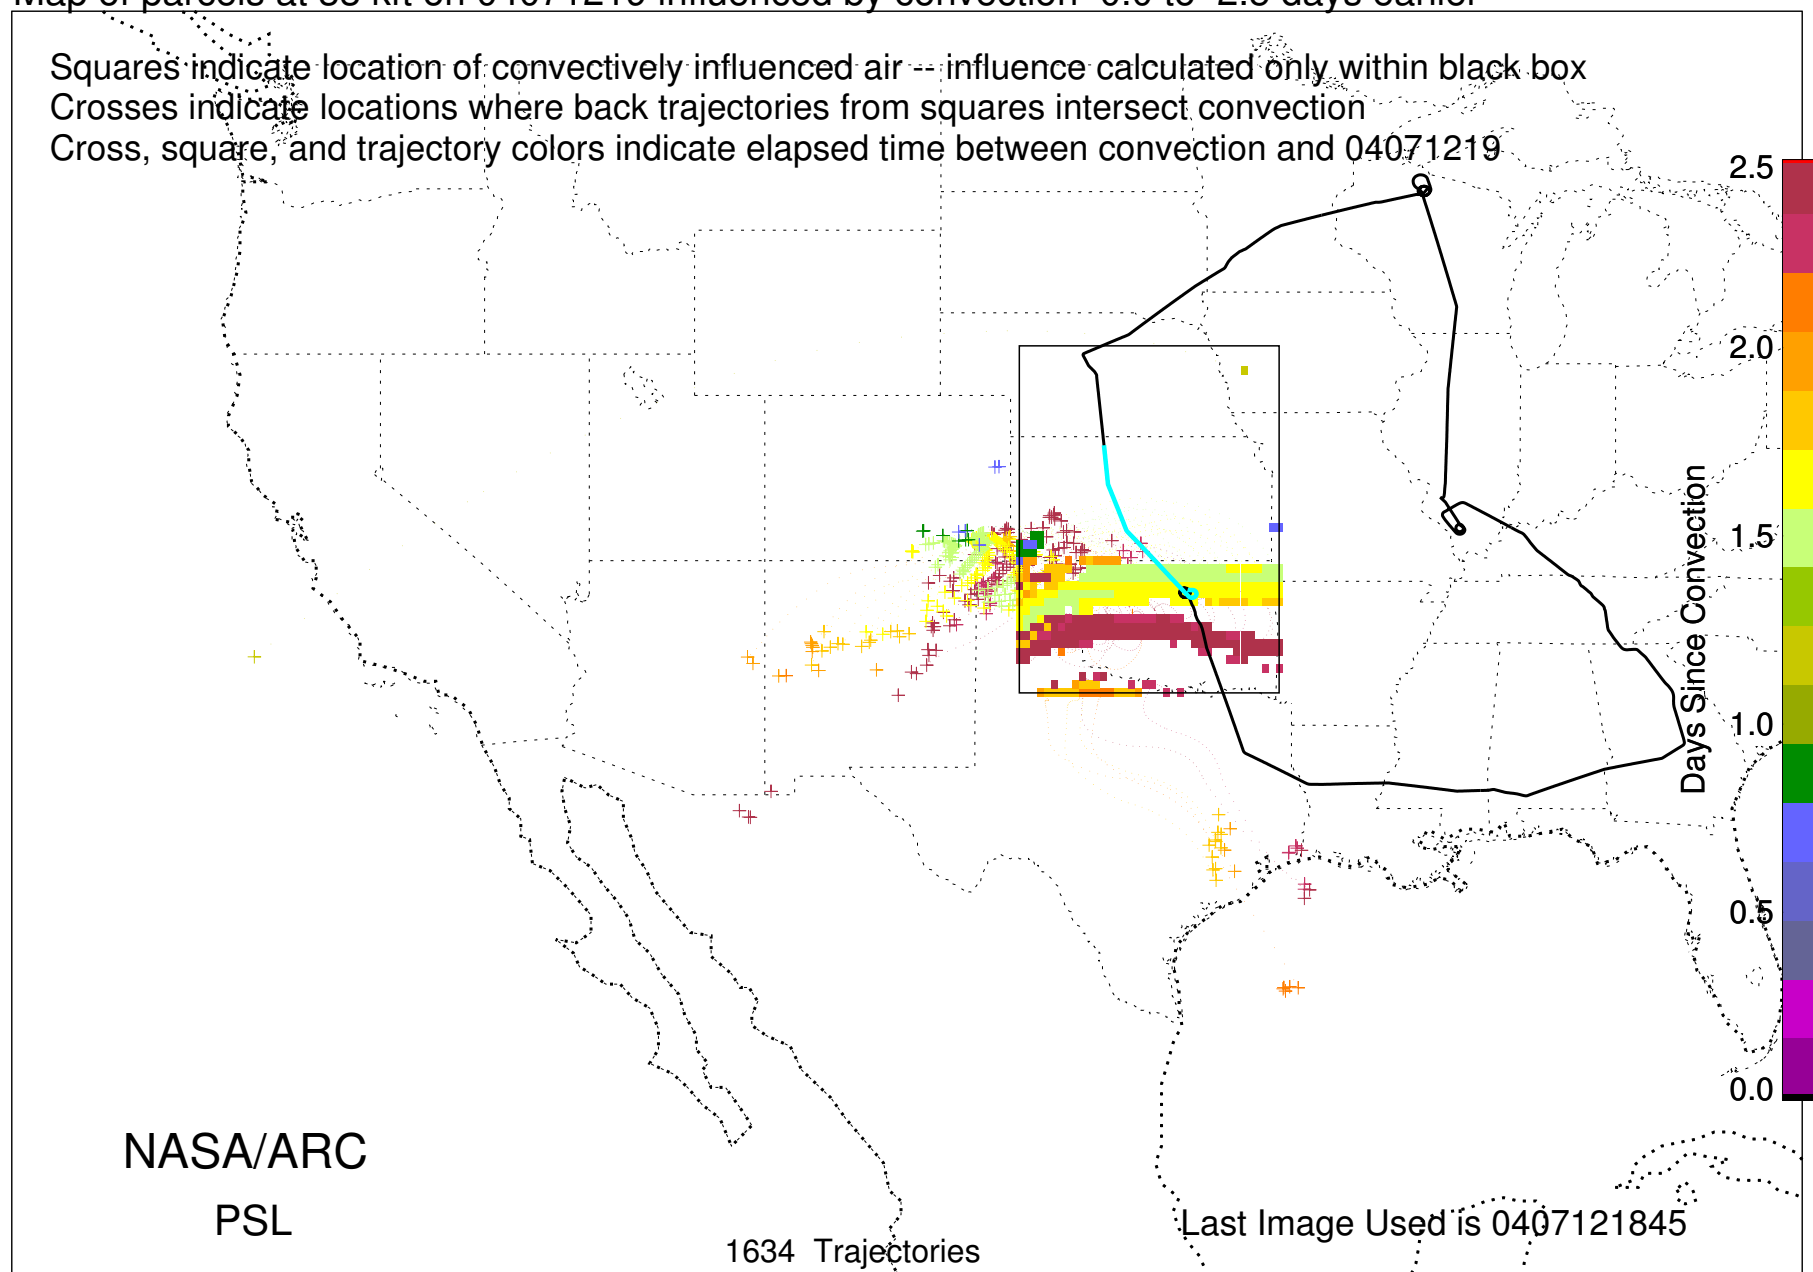 Squares indicate location of convectively influenced air -- influence calculated only within black box
Crosses indicate locations where back trajectories from squares intersect convection
Cross, square, and trajectory colors indicate elapsed time between convection and 04071219
2.5
2.0
1.5
1.0
0.5
0.0
Days Since Convection
NASA/ARC
PSL
1634 Trajectories
Last Image Used is 0407121845